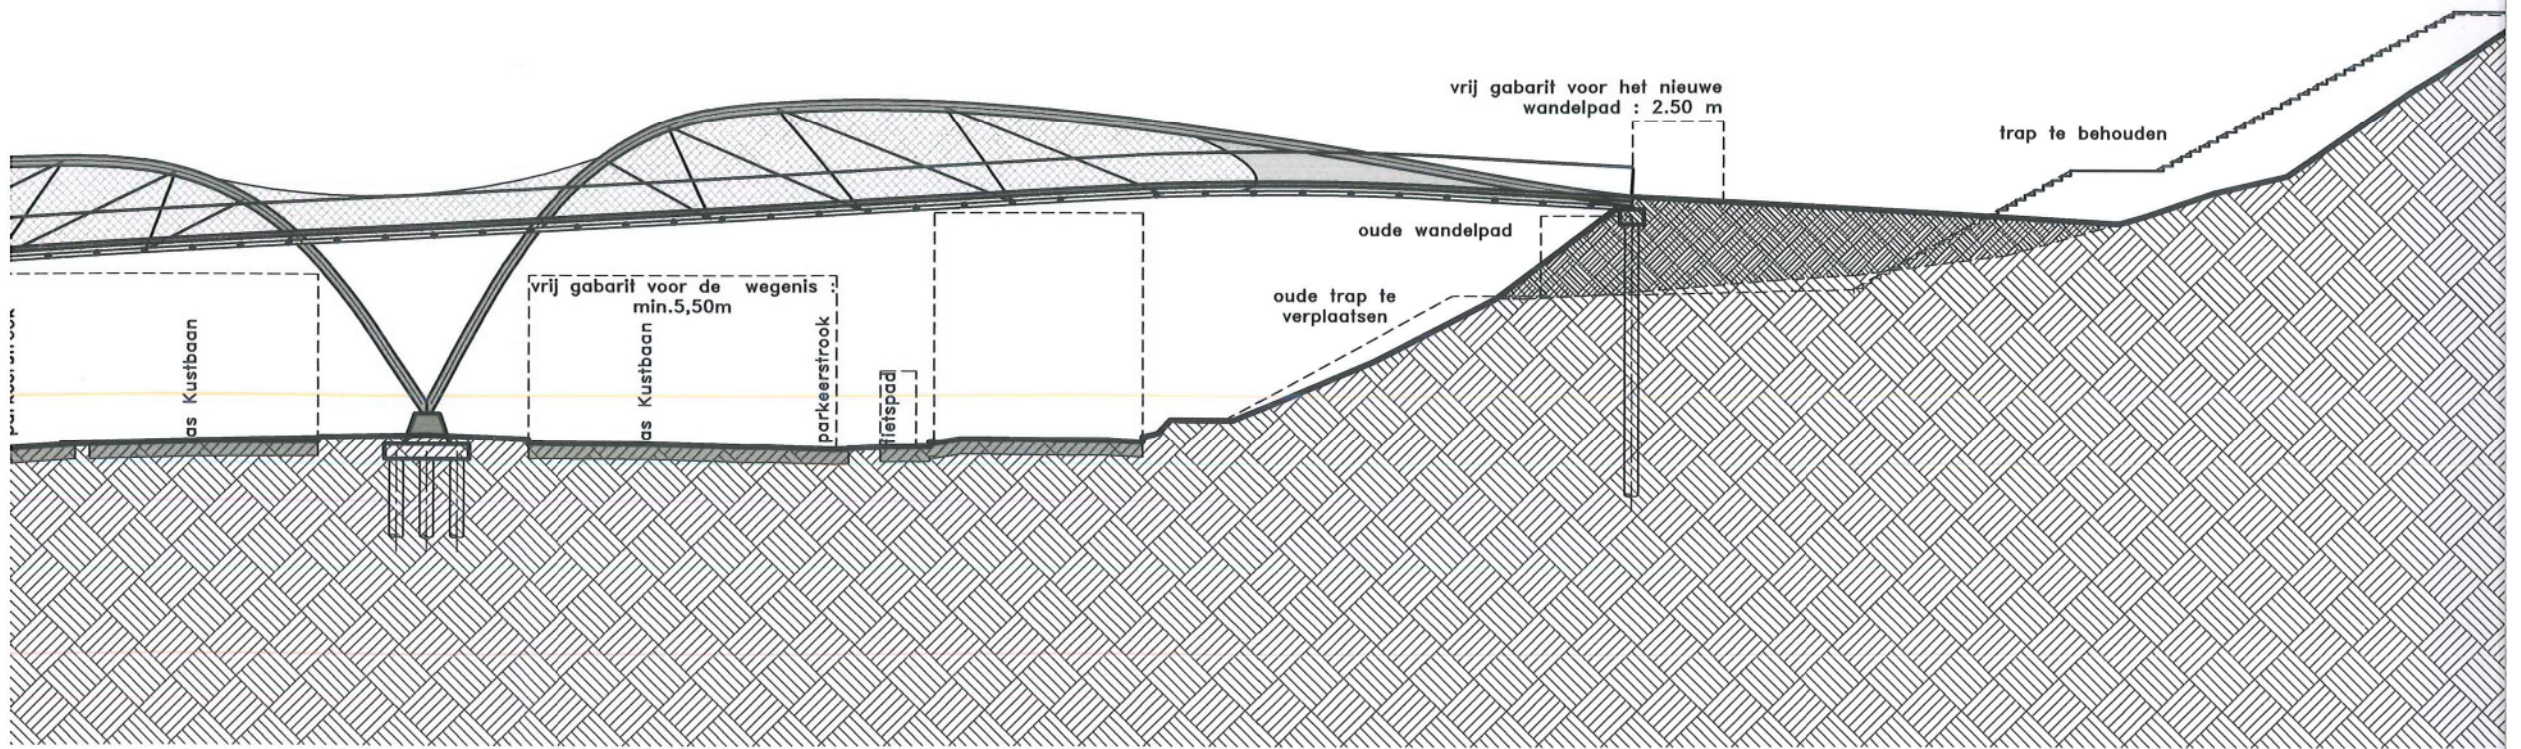 vrij gabarit voor het nieuwe
wandelpad : 2.50 m
trap te behouden
oude wandelpad
vrij gabarit voor de wegenis :
min.5,50m
oude trap te
verplaatsen
as Kustbaan
as Kustbaan
parkeerstrook
fietspad